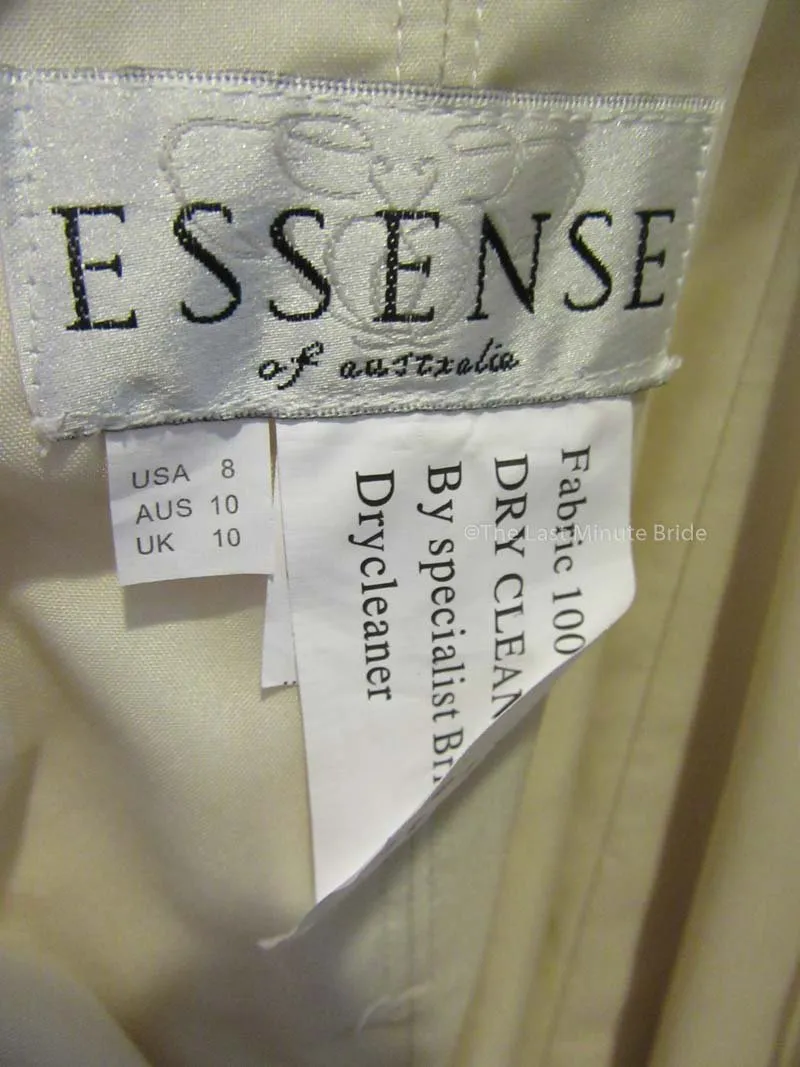 ESSENSE
of australia
USA 8
AUS 10
UK 10
Fabric 100
DRY CLEAN
By specialist
Drycleaner
©The Last Minute Bride